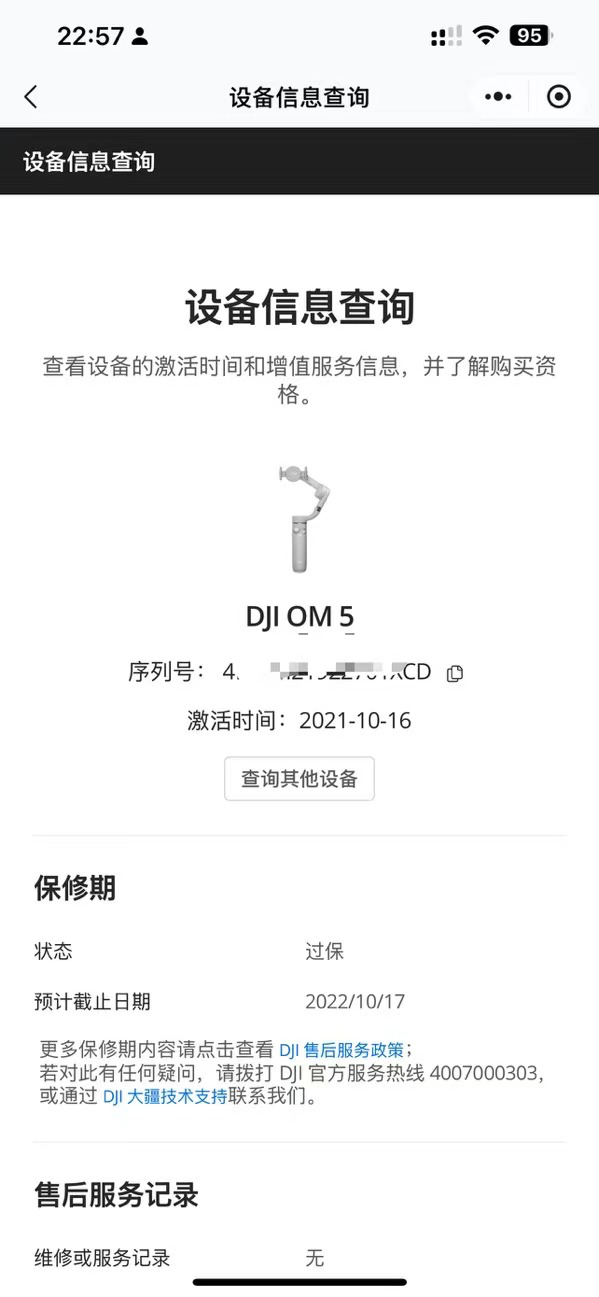 22:57
95
设备信息查询
设备信息查询
设备信息查询
查看设备的激活时间和增值服务信息，并了解购买资
格。
DJI OM 5
序列号： 4. CD
激活时间：2021-10-16
查询其他设备
保修期
状态 过保
预计截止日期 2022/10/17
更多保修期内容请点击查看 DJI 售后服务政策；
若对此有任何疑问，请拨打 DJI 官方服务热线 4007000303，
或通过 DJI 大疆技术支持联系我们。
售后服务记录
维修或服务记录 无